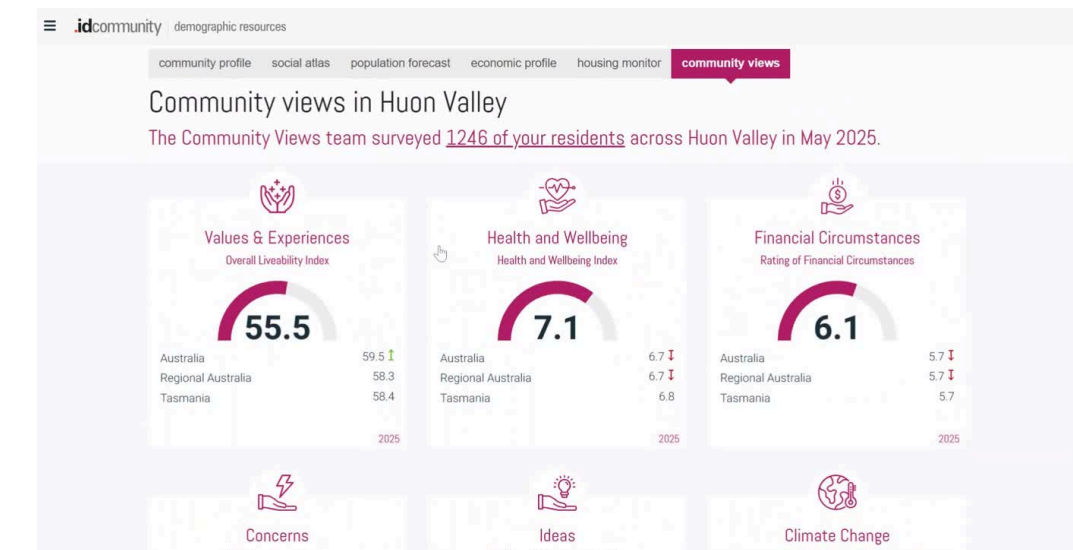 .idcommunity demographic resources
community profile social atlas population forecast economic profile housing monitor community views
Community views in Huon Valley
The Community Views team surveyed 1246 of your residents across Huon Valley in May 2025.
Values & Experiences
Overall Liveability Index
55.5
Australia 59.5
Regional Australia 58.3
Tasmania 58.4
2025
Health and Wellbeing
Health and Wellbeing Index
7.1
Australia 6.7
Regional Australia 6.7
Tasmania 6.8
2025
Financial Circumstances
Rating of Financial Circumstances
6.1
Australia 5.7
Regional Australia 5.7
Tasmania 5.7
2025
Concerns
Ideas
Climate Change